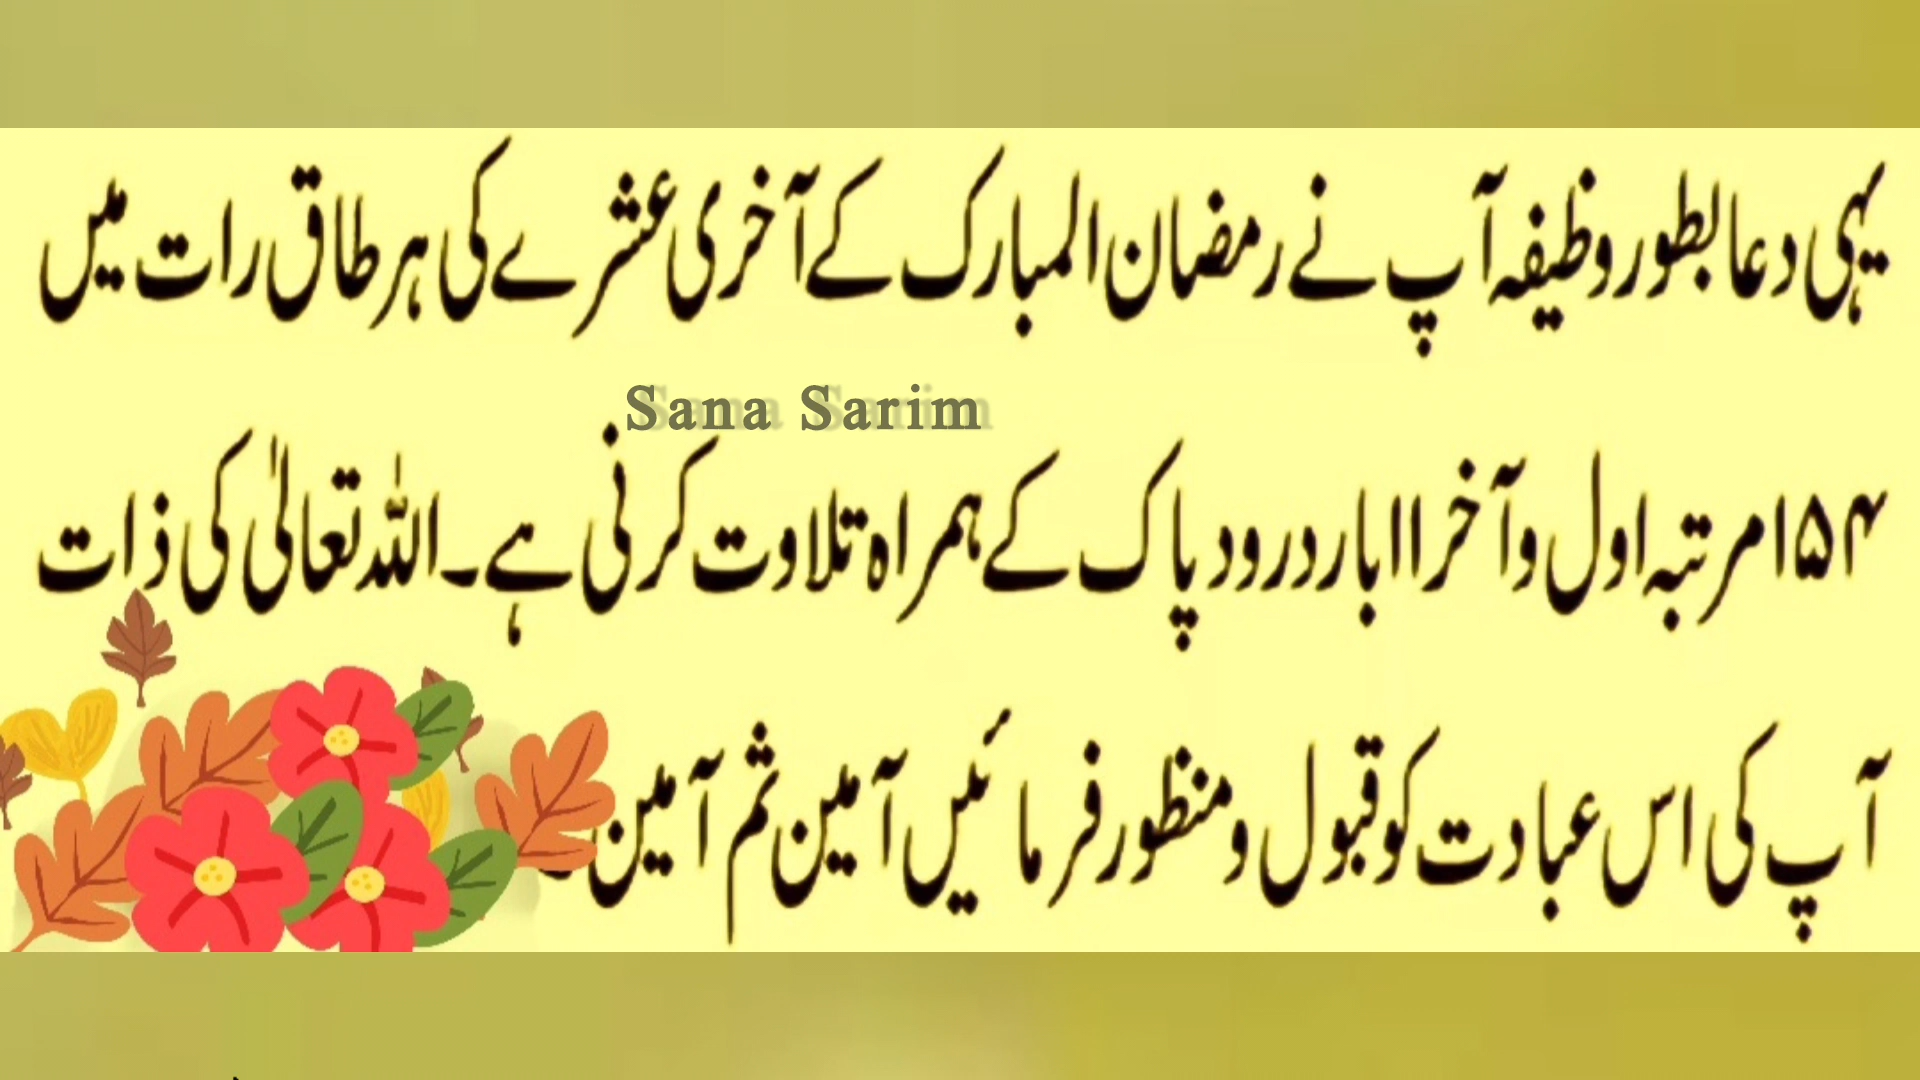 یہی دعا بطور وظیفہ آپ نے رمضان المبارک کے آخری عشرے کی ہر طاق رات میں
Sana Sarim
۱۵۴ مرتبہ اول و آخر ۱۱ بار درود پاک کے ہمراہ تلاوت کرنی ہے۔ اللہ تعالیٰ کی ذات
آپ کی اس عبادت کو قبول و منظور فرمائیں آمین ثم آمین